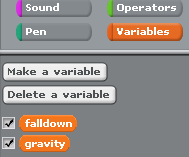 Sound Operators
Pen Variables
Make a variable
Delete a variable
falldown
gravity